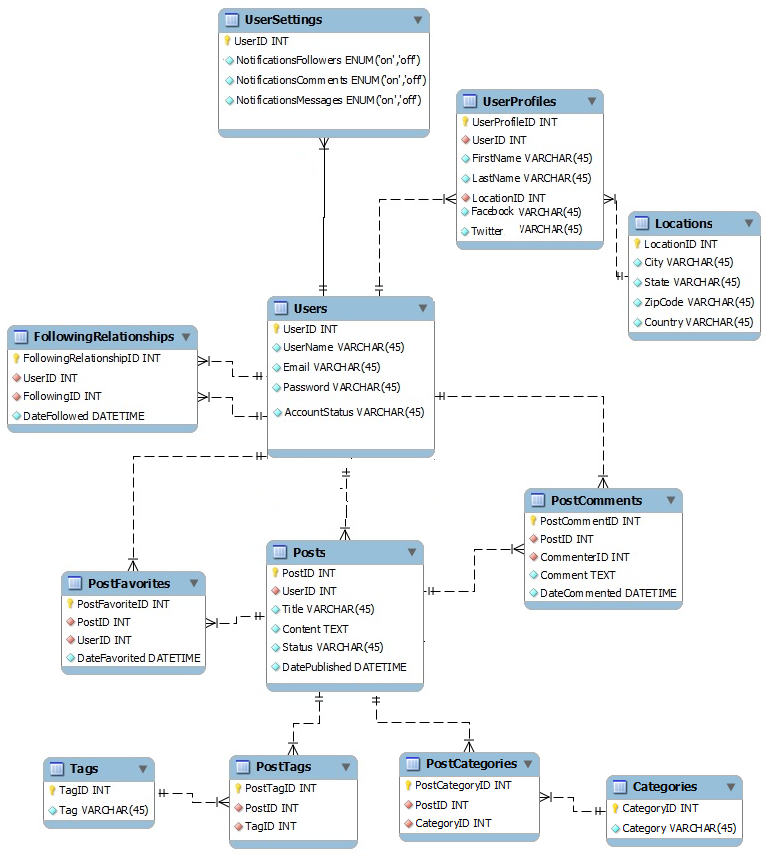 UserSettings
UserID INT
NotificationsFollowers ENUM('on','off')
NotificationsComments ENUM('on','off')
NotificationsMessages ENUM('on','off')
UserProfiles
UserProfileID INT
UserID INT
FirstName VARCHAR(45)
LastName VARCHAR(45)
LocationID INT
Facebook VARCHAR(45)
Twitter VARCHAR(45)
Locations
LocationID INT
City VARCHAR(45)
State VARCHAR(45)
ZipCode VARCHAR(45)
Country VARCHAR(45)
Users
UserID INT
UserName VARCHAR(45)
Email VARCHAR(45)
Password VARCHAR(45)
AccountStatus VARCHAR(45)
FollowingRelationships
FollowingRelationshipID INT
UserID INT
FollowingID INT
DateFollowed DATETIME
PostComments
PostCommentID INT
PostID INT
CommenterID INT
Comment TEXT
DateCommented DATETIME
Posts
PostID INT
UserID INT
Title VARCHAR(45)
Content TEXT
Status VARCHAR(45)
DatePublished DATETIME
PostFavorites
PostFavoriteID INT
PostID INT
UserID INT
DateFavorited DATETIME
Tags
TagID INT
Tag VARCHAR(45)
PostTags
PostTagID INT
PostID INT
TagID INT
PostCategories
PostCategoryID INT
PostID INT
CategoryID INT
Categories
CategoryID INT
Category VARCHAR(45)